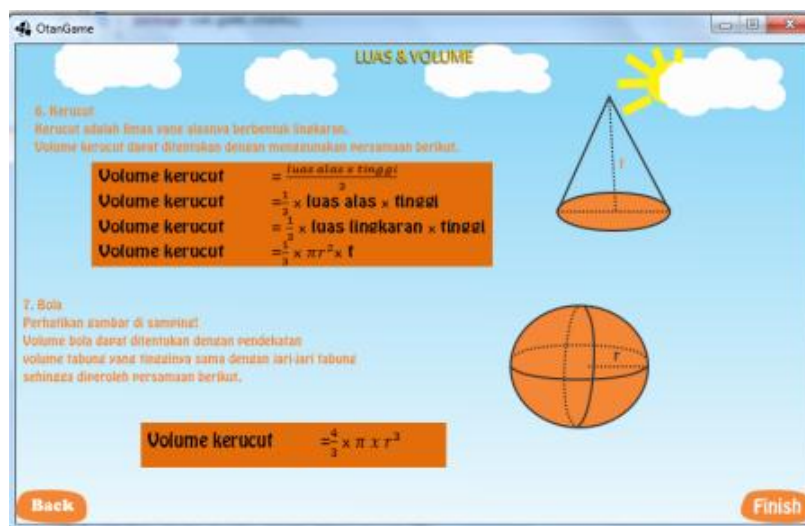 OtanGame
LUAS & VOLUME
6. Kerucut
Kerucut adalah limas yang alasnya berbentuk lingkaran.
Volume kerucut dapat ditentukan dengan menggunakan persamaan berikut.
Volume kerucut = luas alas x tinggi / 3
Volume kerucut = 1/3 × luas alas × tinggi
Volume kerucut = 1/3 × luas lingkaran × tinggi
Volume kerucut = 1/3 × πr² × t
t
7. Bola
Perhatikan gambar di samping!
Volume bola dapat ditentukan dengan pendekatan
volume tabung yang tingginya sama dengan jari-jari tabung
sehingga diperoleh persamaan berikut.
r
Volume kerucut = 4/3 × π x r³
Back
Finish